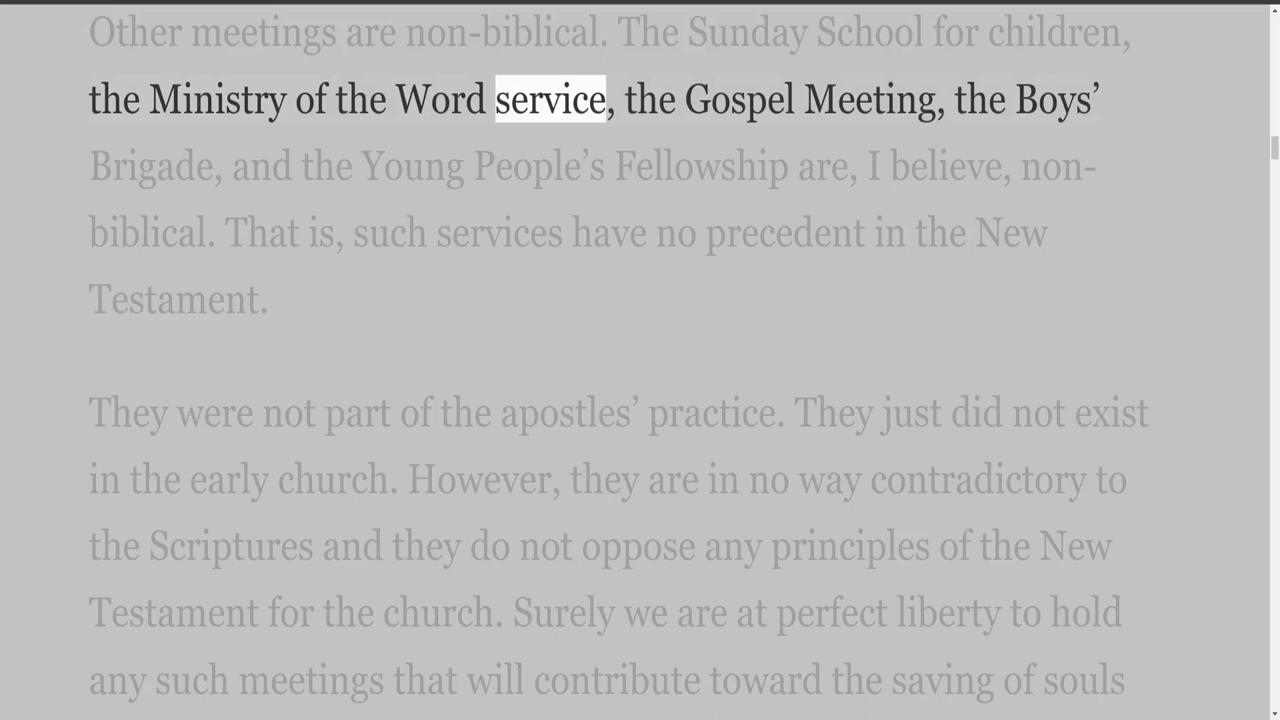 Other meetings are non-biblical. The Sunday School for children,
the Ministry of the Word service, the Gospel Meeting, the Boys’
Brigade, and the Young People’s Fellowship are, I believe, non-
biblical. That is, such services have no precedent in the New
Testament.
They were not part of the apostles’ practice. They just did not exist
in the early church. However, they are in no way contradictory to
the Scriptures and they do not oppose any principles of the New
Testament for the church. Surely we are at perfect liberty to hold
any such meetings that will contribute toward the saving of souls